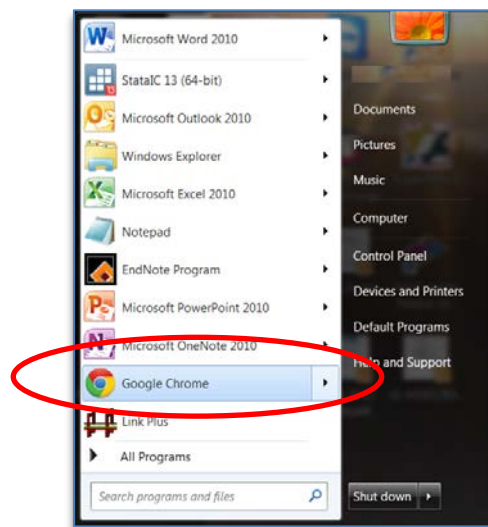 Microsoft Word 2010
StataIC 13 (64-bit)
Microsoft Outlook 2010
Windows Explorer
Microsoft Excel 2010
Notepad
EndNote Program
Microsoft PowerPoint 2010
Microsoft OneNote 2010
Google Chrome
Link Plus
All Programs
Search programs and files
Documents
Pictures
Music
Computer
Control Panel
Devices and Printers
Default Programs
Help and Support
Shut down